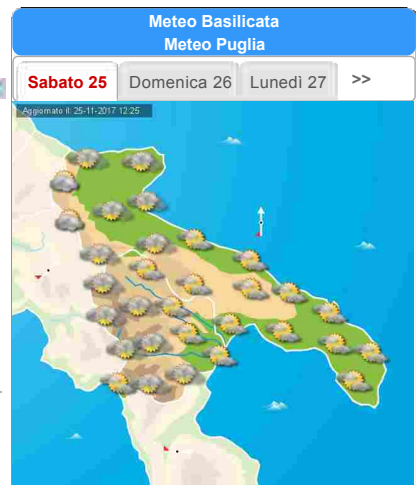 Meteo Basilicata
Meteo Puglia
Sabato 25 Domenica 26 Lunedì 27 >>
Aggiornato il: 25-11-2017 12:25